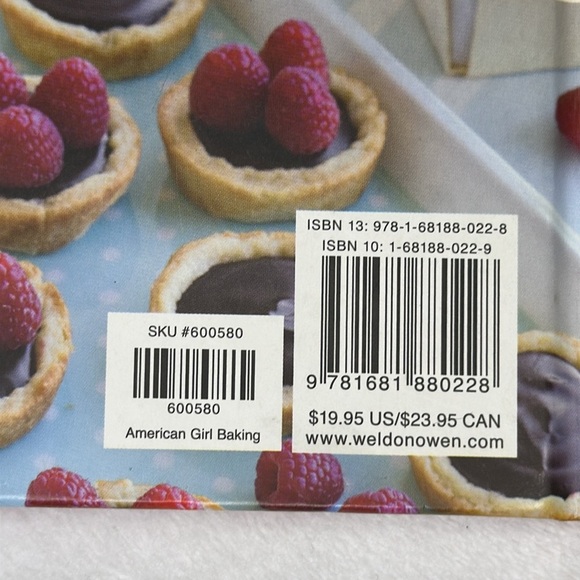 ISBN 13: 978-1-68188-022-8
ISBN 10: 1-68188-022-9
9 781681 880228
$19.95 US/$23.95 CAN
www.weldonowen.com
SKU #600580
600580
American Girl Baking